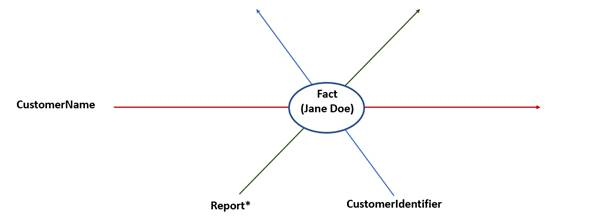 Fact
(Jane Doe)
CustomerName
Report*
CustomerIdentifier